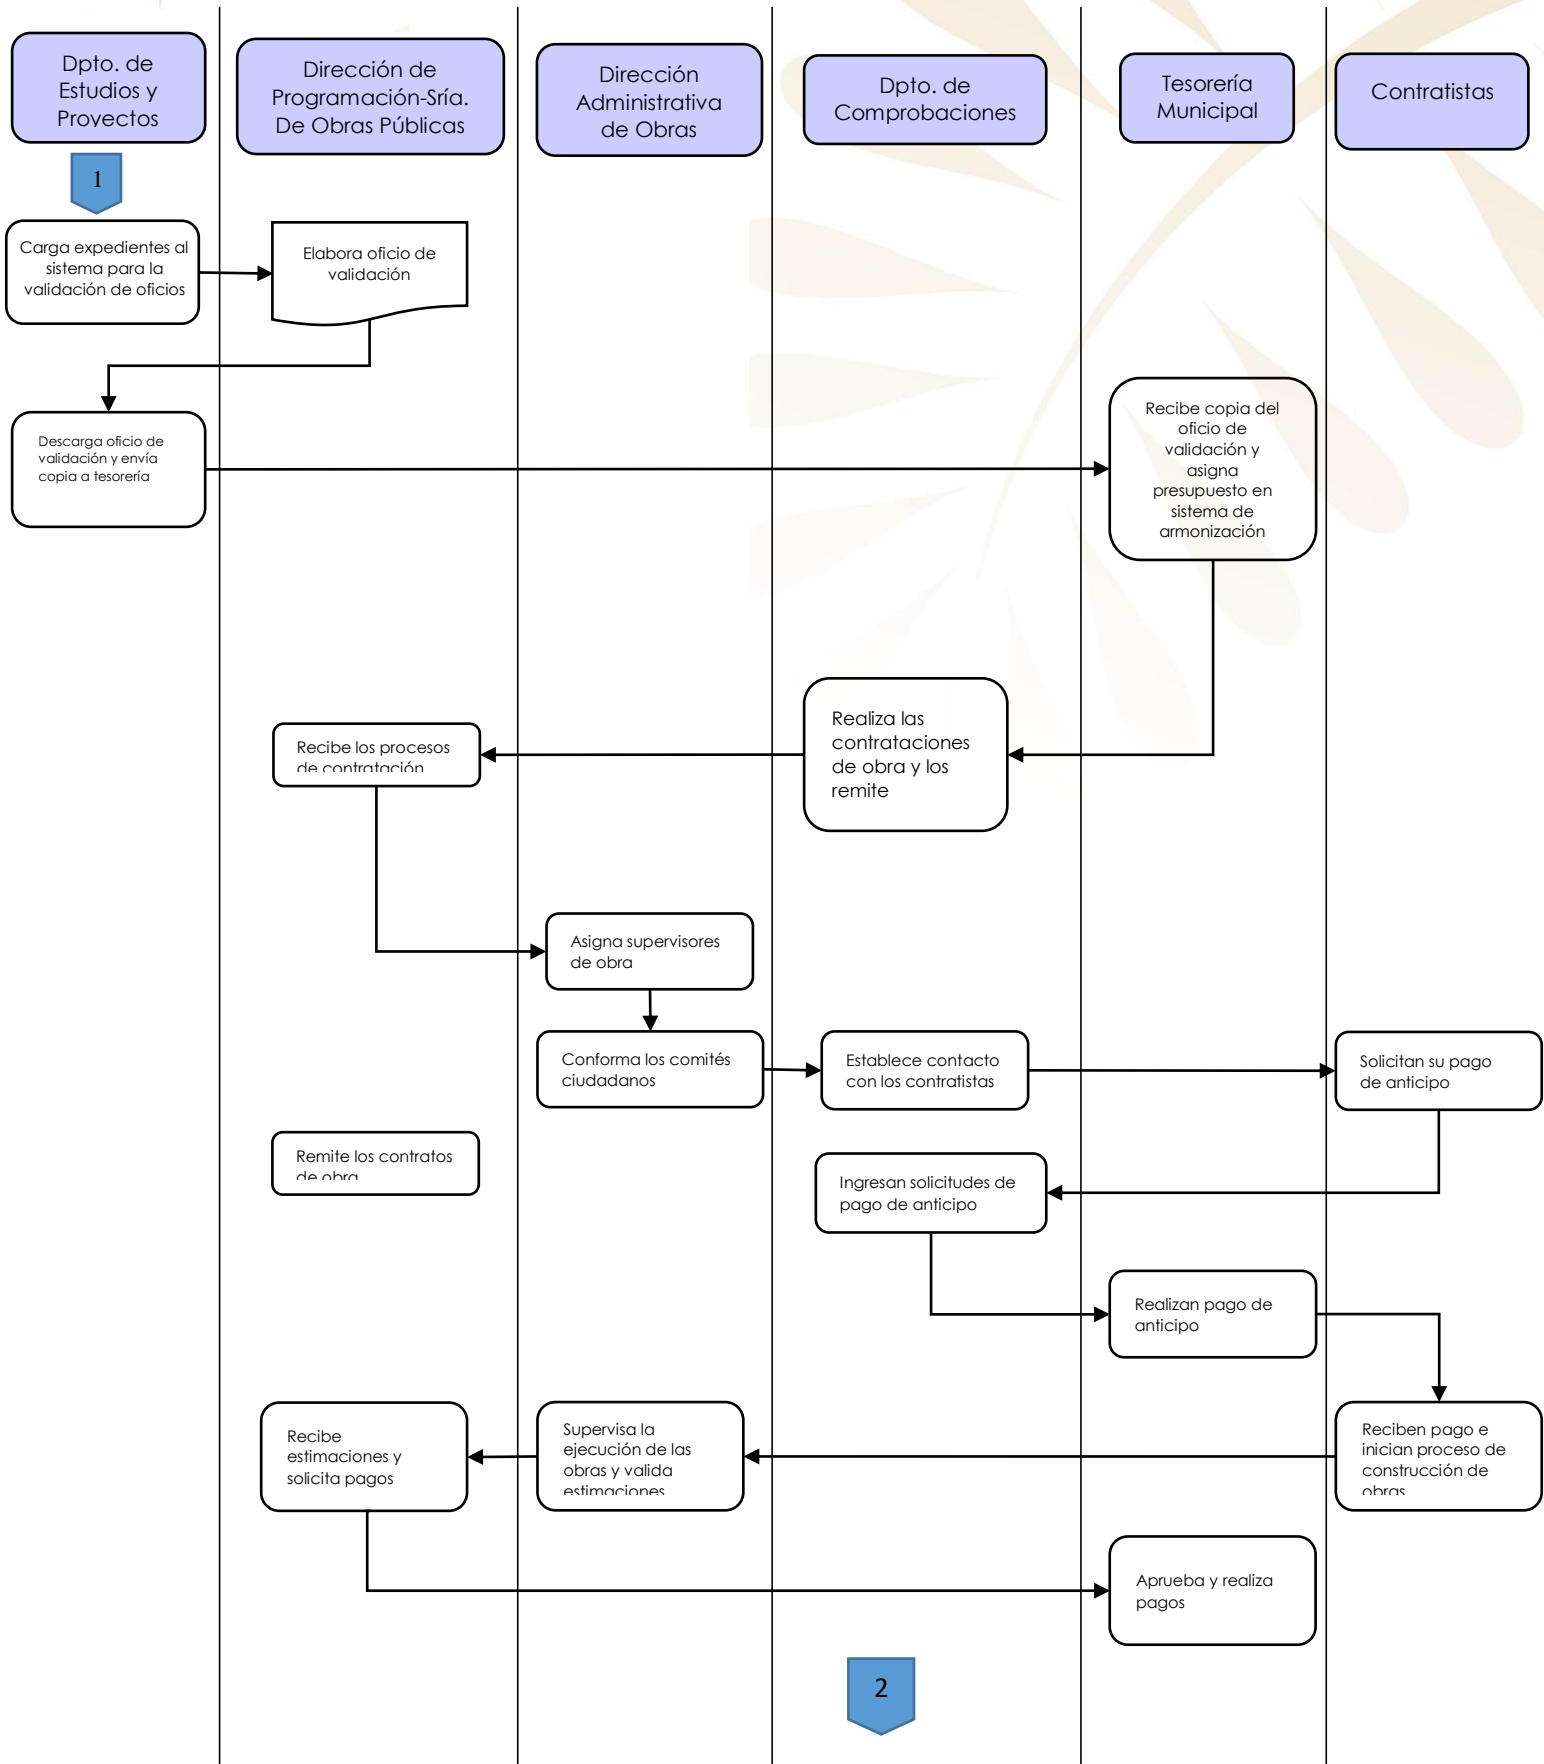 Dpto. de
Estudios y
Proyectos
Dirección de
Programación-Sría.
De Obras Públicas
Dirección
Administrativa
de Obras
Dpto. de
Comprobaciones
Tesorería
Municipal
Contratistas
1
Carga expedientes al
sistema para la
validación de oficios
Elabora oficio de
validación
Descarga oficio de
validación y envía
copia a tesorería
Recibe copia del
oficio de
validación y
asigna
presupuesto en
sistema de
armonización
Realiza las
contrataciones
de obra y los
remite
Recibe los procesos
de contratación
Asigna supervisores
de obra
Conforma los comités
ciudadanos
Establece contacto
con los contratistas
Solicitan su pago
de anticipo
Remite los contratos
de obra
Ingresan solicitudes de
pago de anticipo
Realizan pago de
anticipo
Recibe
estimaciones y
solicita pagos
Supervisa la
ejecución de las
obras y valida
estimaciones
Reciben pago e
inician proceso de
construcción de
obras
Aprueba y realiza
pagos
2